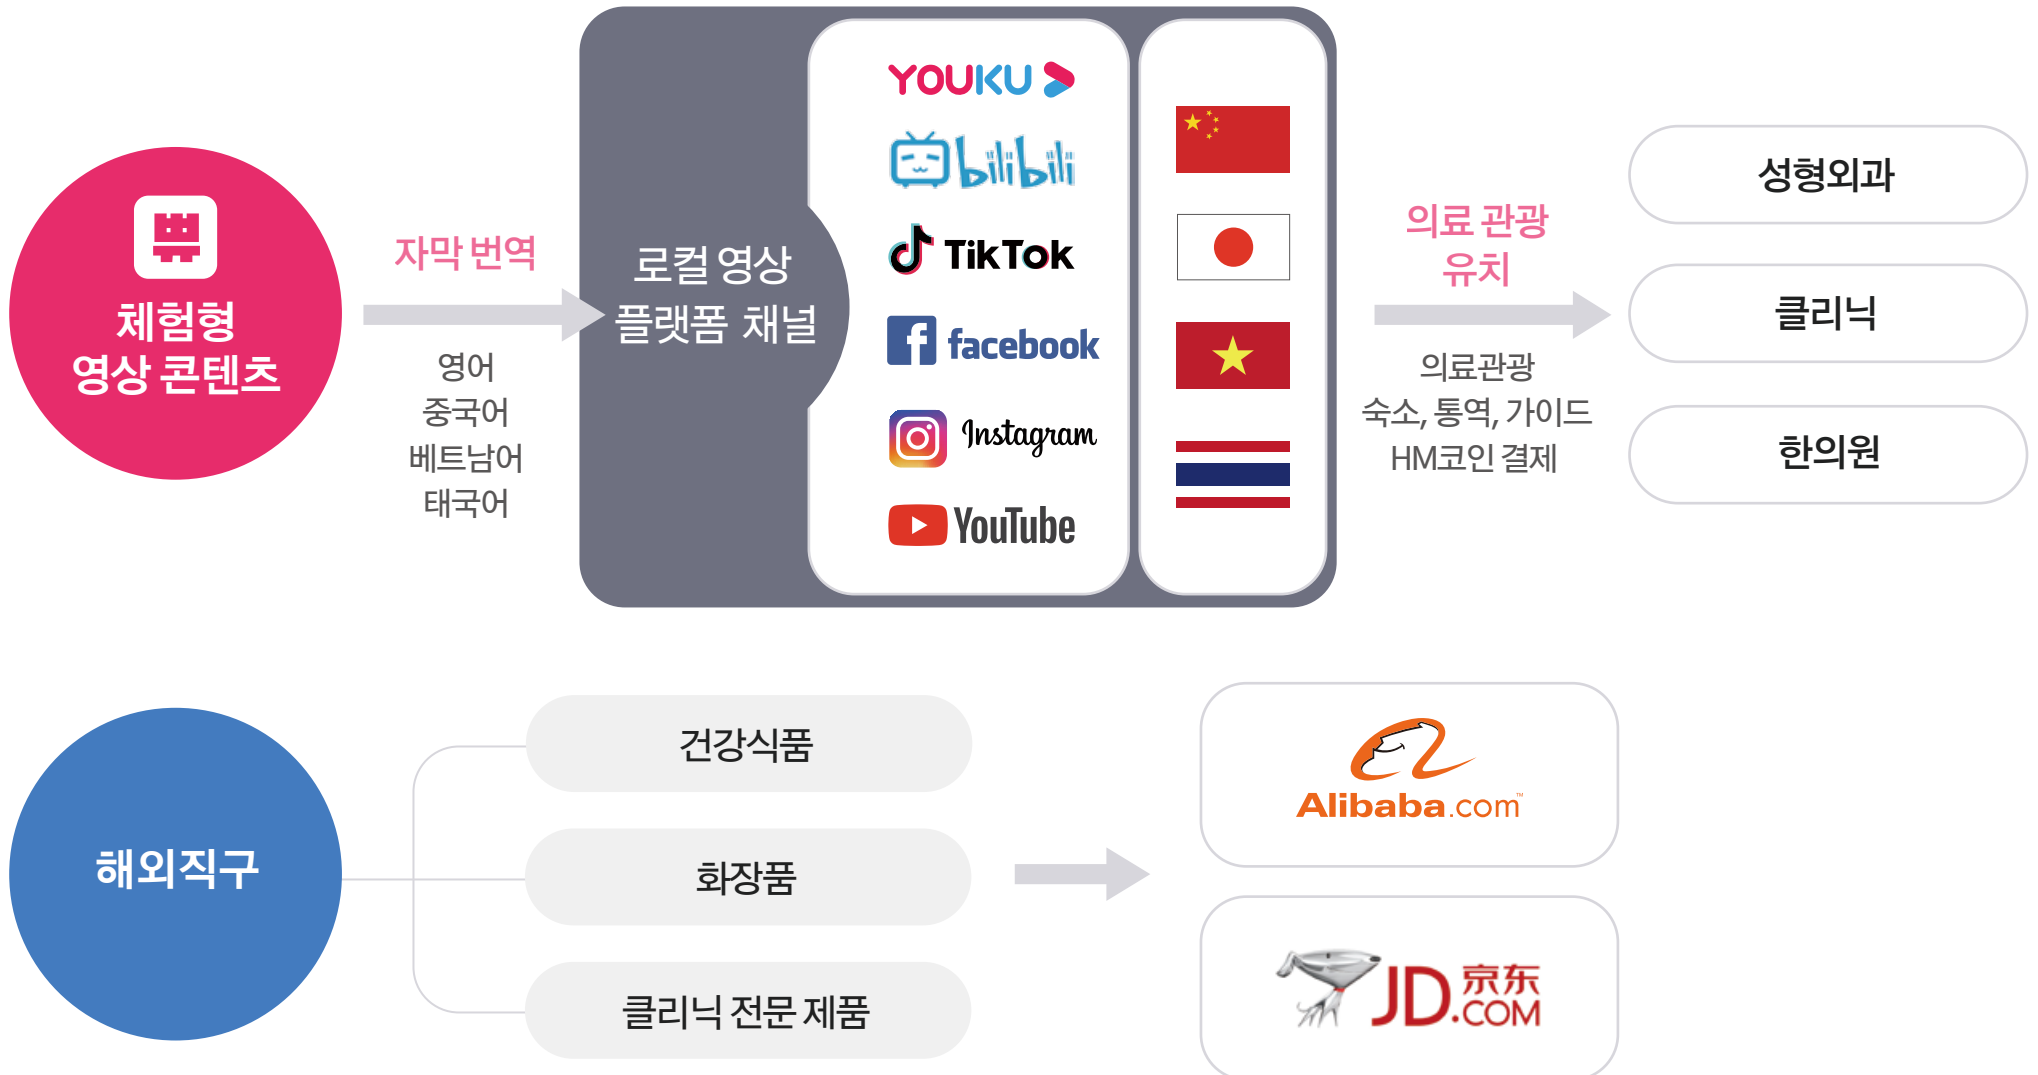 체험형
영상 콘텐츠
자막 번역
영어
중국어
베트남어
태국어
로컬 영상
플랫폼 채널
YOUKU
bilibili
TikTok
facebook
Instagram
YouTube
의료 관광
유치
의료관광
숙소, 통역, 가이드
HM코인 결제
성형외과
클리닉
한의원
해외직구
건강식품
화장품
클리닉 전문 제품
Alibaba.com™
JD.京东
.COM